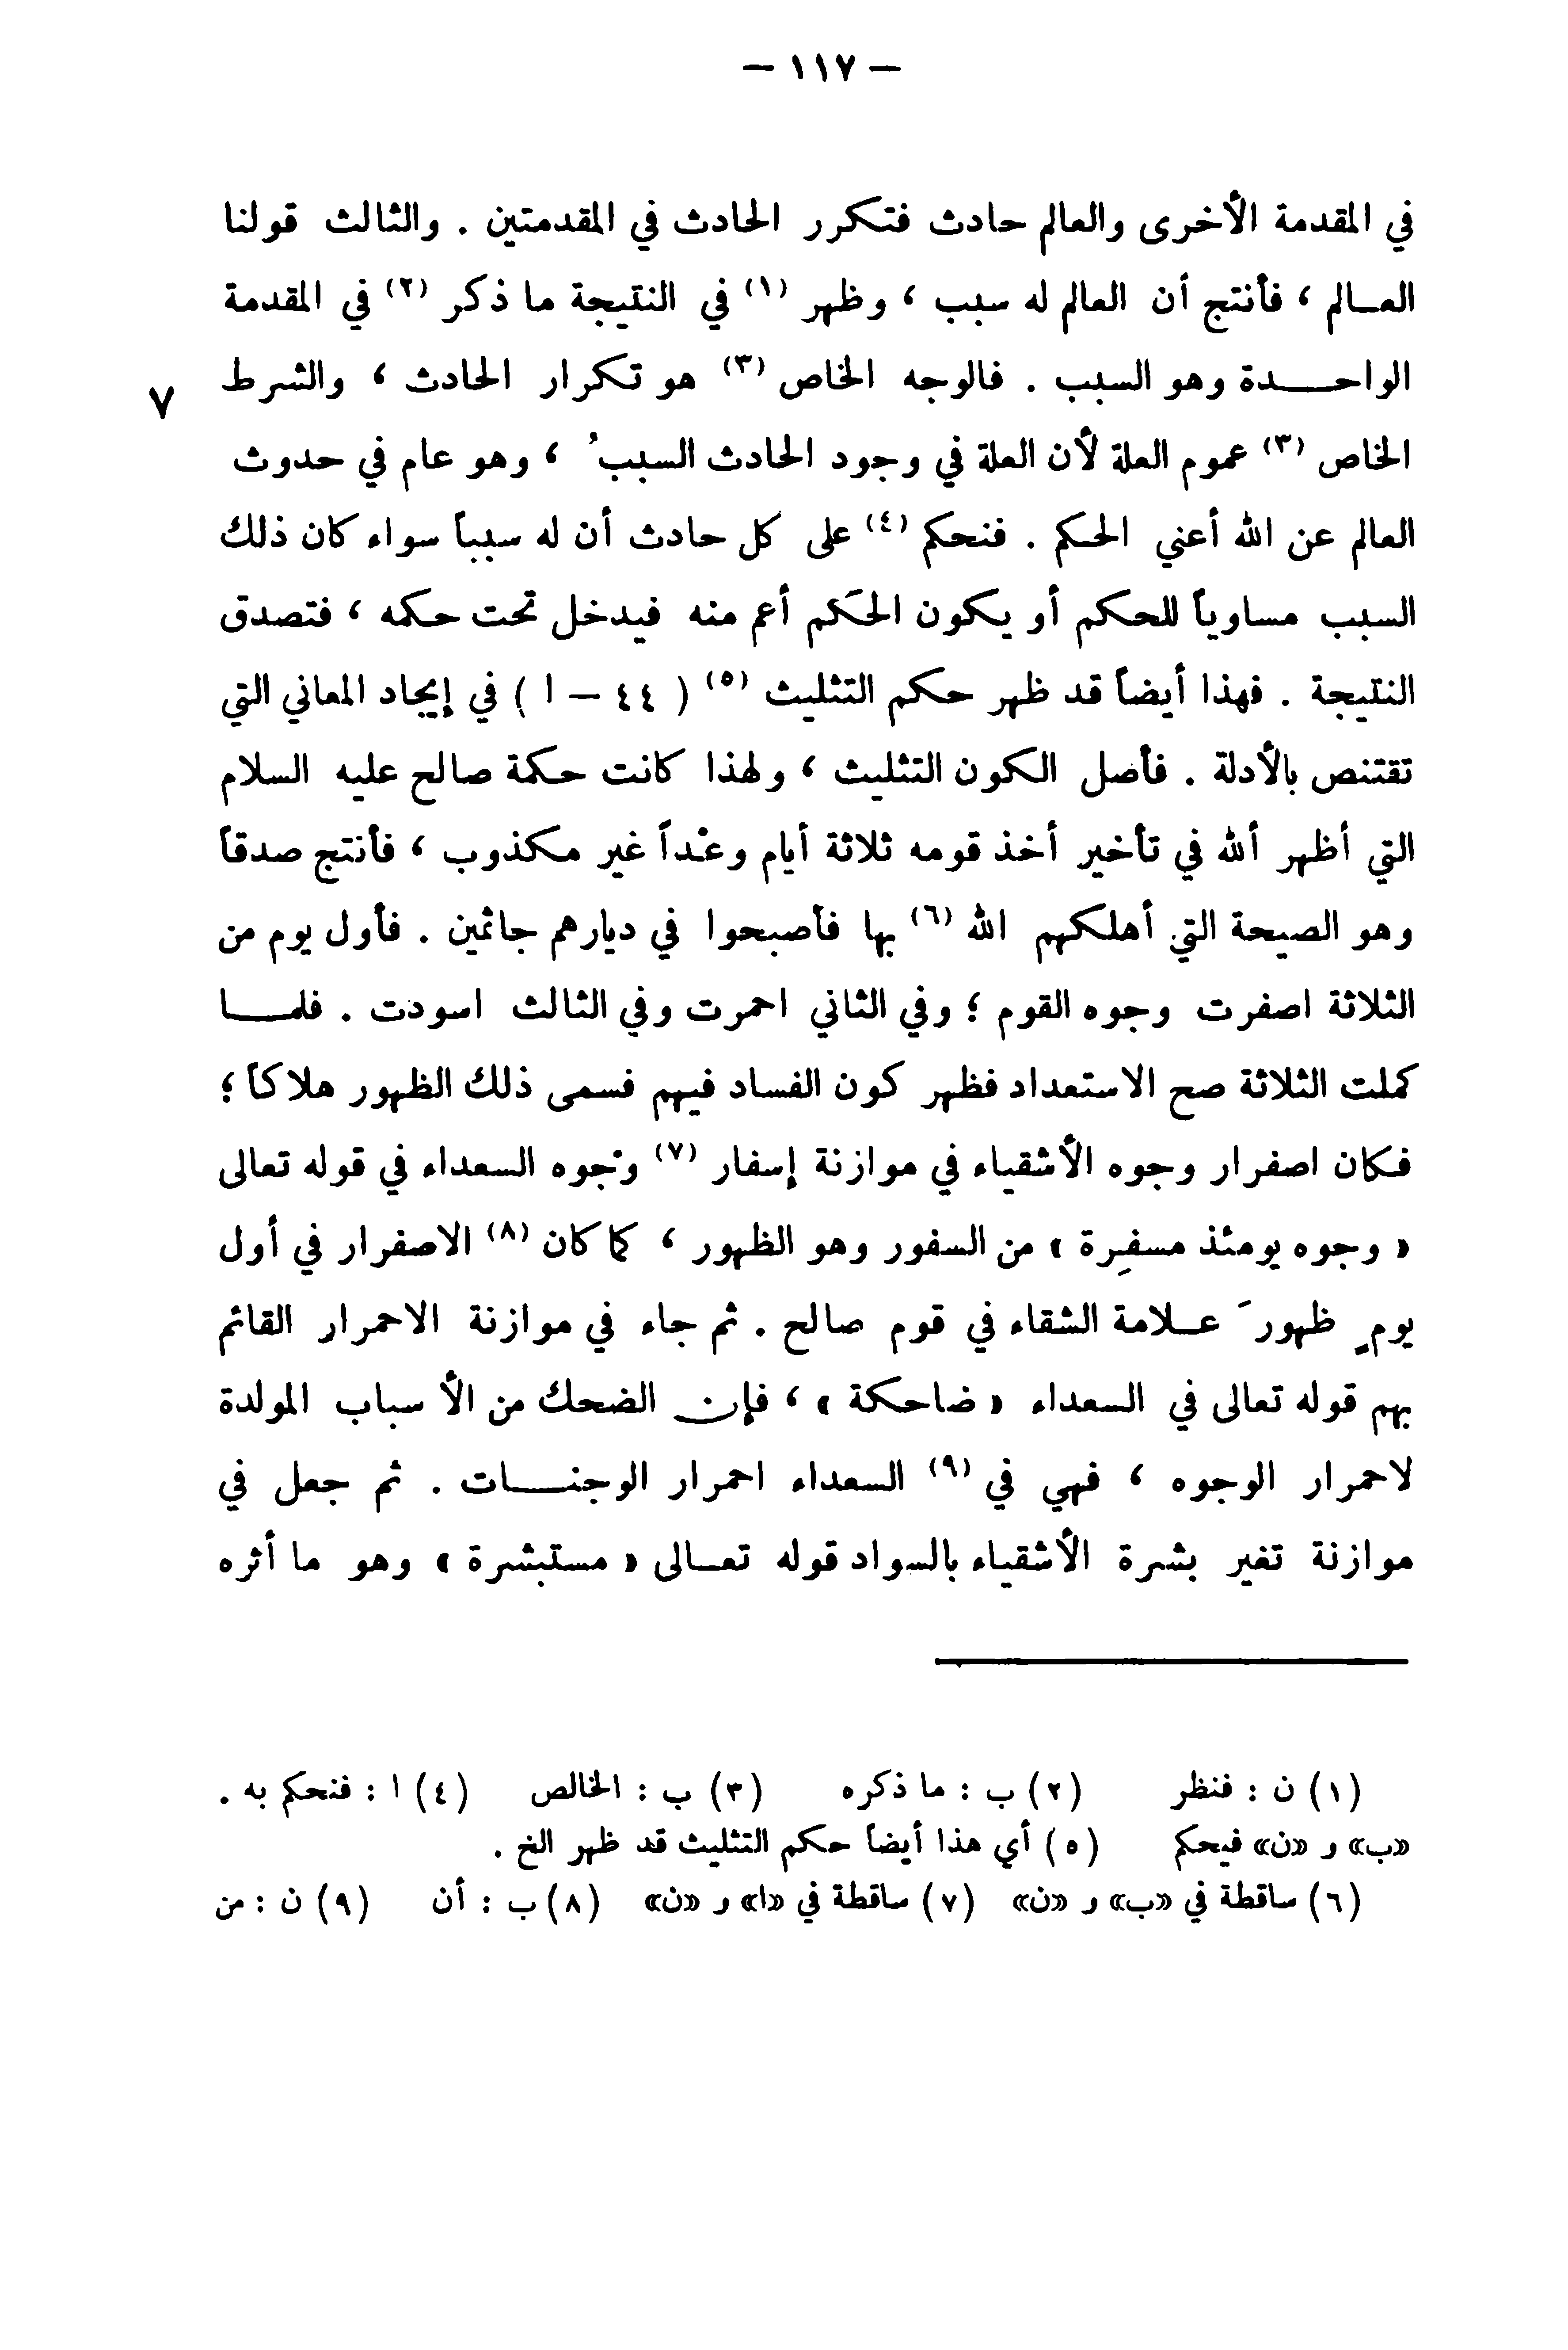 – ١١٧ –
في المقدمة الأخرى والعالم حادث فتكرر الحادث في المقدمتين . والثالث قولنا
العـالم ، فأنتج أن العالم له سبب ، وظهر (١) في النتيجة ما ذكر (٢) في المقدمة
الواحـــدة وهو السبب . فالوجه الخاص (٣) هو تكرار الحادث ، والشرط
٧
الخاص (٣) عموم العلة لأن العلة في وجود الحادث السببُ ، وهو عام في حدوث
العالم عن الله أعني الحكم . فنحكم (٤) على كل حادث أن له سبباً سواء كان ذلك
السبب مساوياً للحكم أو يكون الحكم أعم منه فيدخل تحت حكمه ، فتصدق
النتيجة . فهذا أيضاً قد ظهر حكم التثليث (٥) ( ٤٤ – ا ) في إيجاد المعاني التي
تقتنص بالأدلة . فأصل الكون التثليث ، ولهذا كانت حكمة صالح عليه السلام
التي أظهر ألله في تأخير أخذ قومه ثلاثة أيام وعْداً غير مكذوب ، فأنتج صدقاً
وهو الصيحة التي أهلكهم الله (٦) بها فأصبحوا في ديارهم جاثمين . فأول يوم من
الثلاثة اصفرت وجوه القوم ؛ وفي الثاني احمرت وفي الثالث اسودت . فلمــا
كملت الثلاثة صح الاستعداد فظهر كون الفساد فيهم فسمى ذلك الظهور هلاكاً ؛
فكان اصفرار وجوه الأشقياء في موازنة إسفار (٧) وُجوه السعداء في قوله تعالى
« وجوه يومئذ مسفِرة » من السفور وهو الظهور ، كما كان (٨) الاصفرار في أول
يومٍ ظهورَ عـلامة الشقاء في قوم صالح . ثم جاء في موازنة الاحمرار القائم
بهم قوله تعالى في السعداء « ضاحكة » ، فإن الضحك من الأ سباب المولدة
لاحمرار الوجوه ، فهي في (٩) السعداء احمرار الوجنــات . ثم جعل في
موازنة تغير بشرة الأشقياء بالسواد قوله تعـالى « مستبشرة » وهو ما أثره
(١) ن : فنظر (٢) ب : ما ذكره (٣) ب : الخالص (٤) ا : فنحكم به .
«ب» و «ن» فيحكم (٥) أي هذا أيضاً حكم التثليث قد ظهر الخ .
(٦) ساقطة في «ب» و «ن» (٧) ساقطة في «ا» و «ن» (٨) ب : أن (٩) ن : من